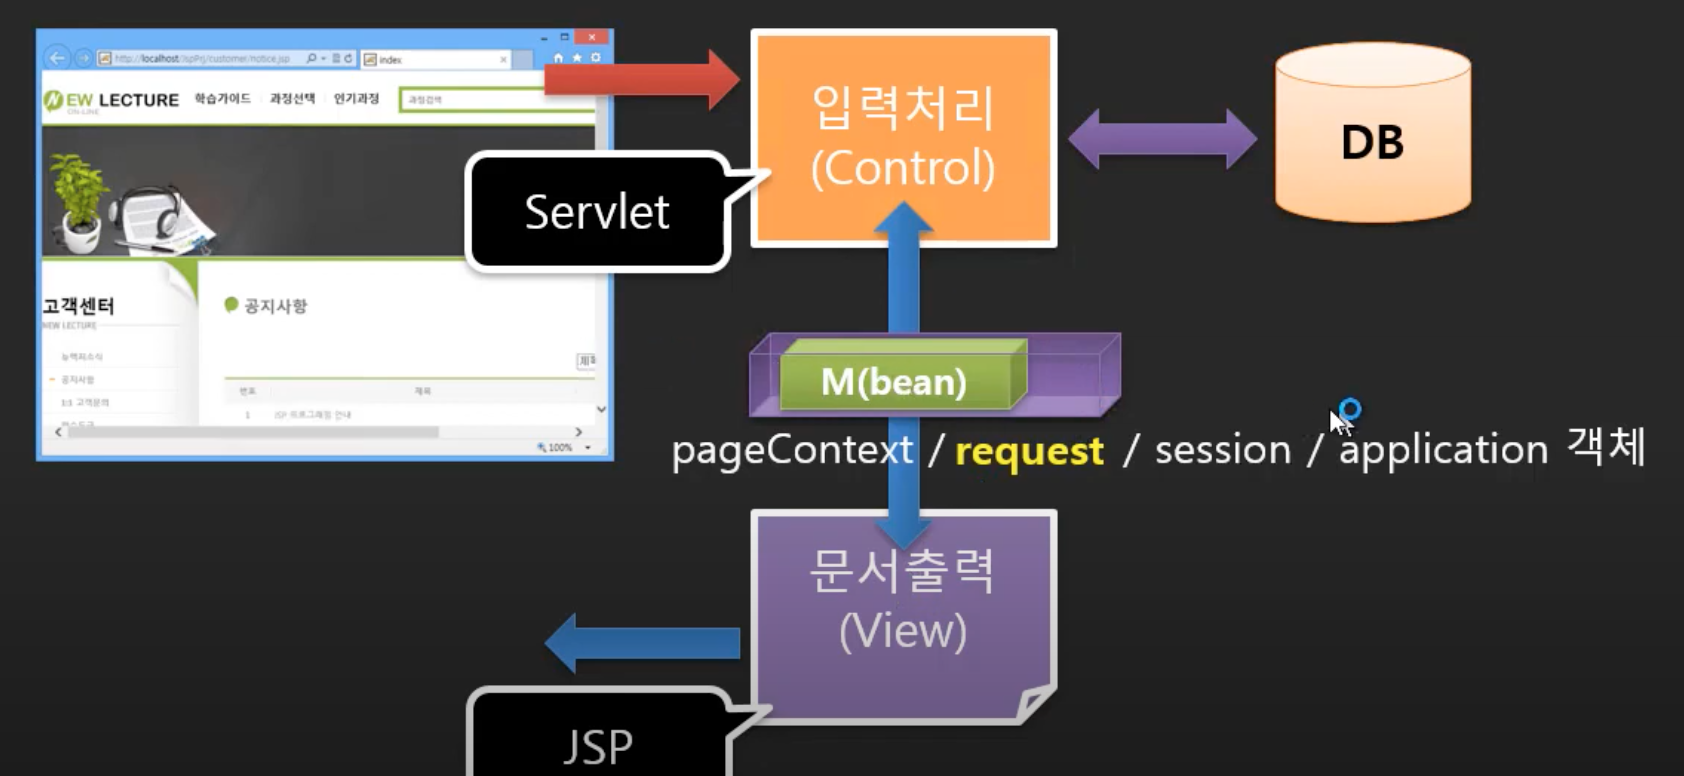 http://localhost/JspPrj/customer/notice.jsp
index
NEW LECTURE
ON-LINE
학습가이드
과정선택
인기과정
과정검색
입력처리
(Control)
DB
Servlet
고객센터
NEW LECTURE
공지사항
뉴렉처소식
공지사항
1:1 고객문의
번호
제목
1
JSP 프로그래밍 안내
100%
M(bean)
pageContext / request / session / application 객체
문서출력
(View)
JSP